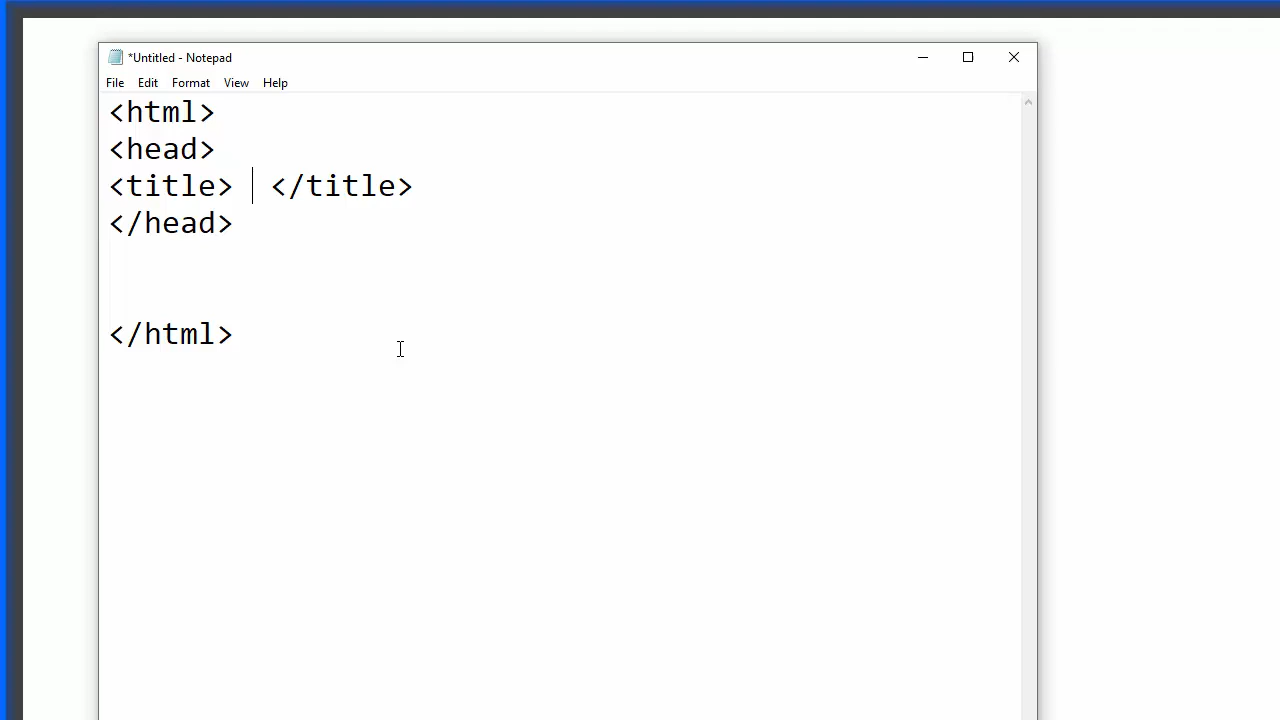 *Untitled - Notepad
File Edit Format View Help
<html>
<head>
<title>  </title>
</head>
</html>